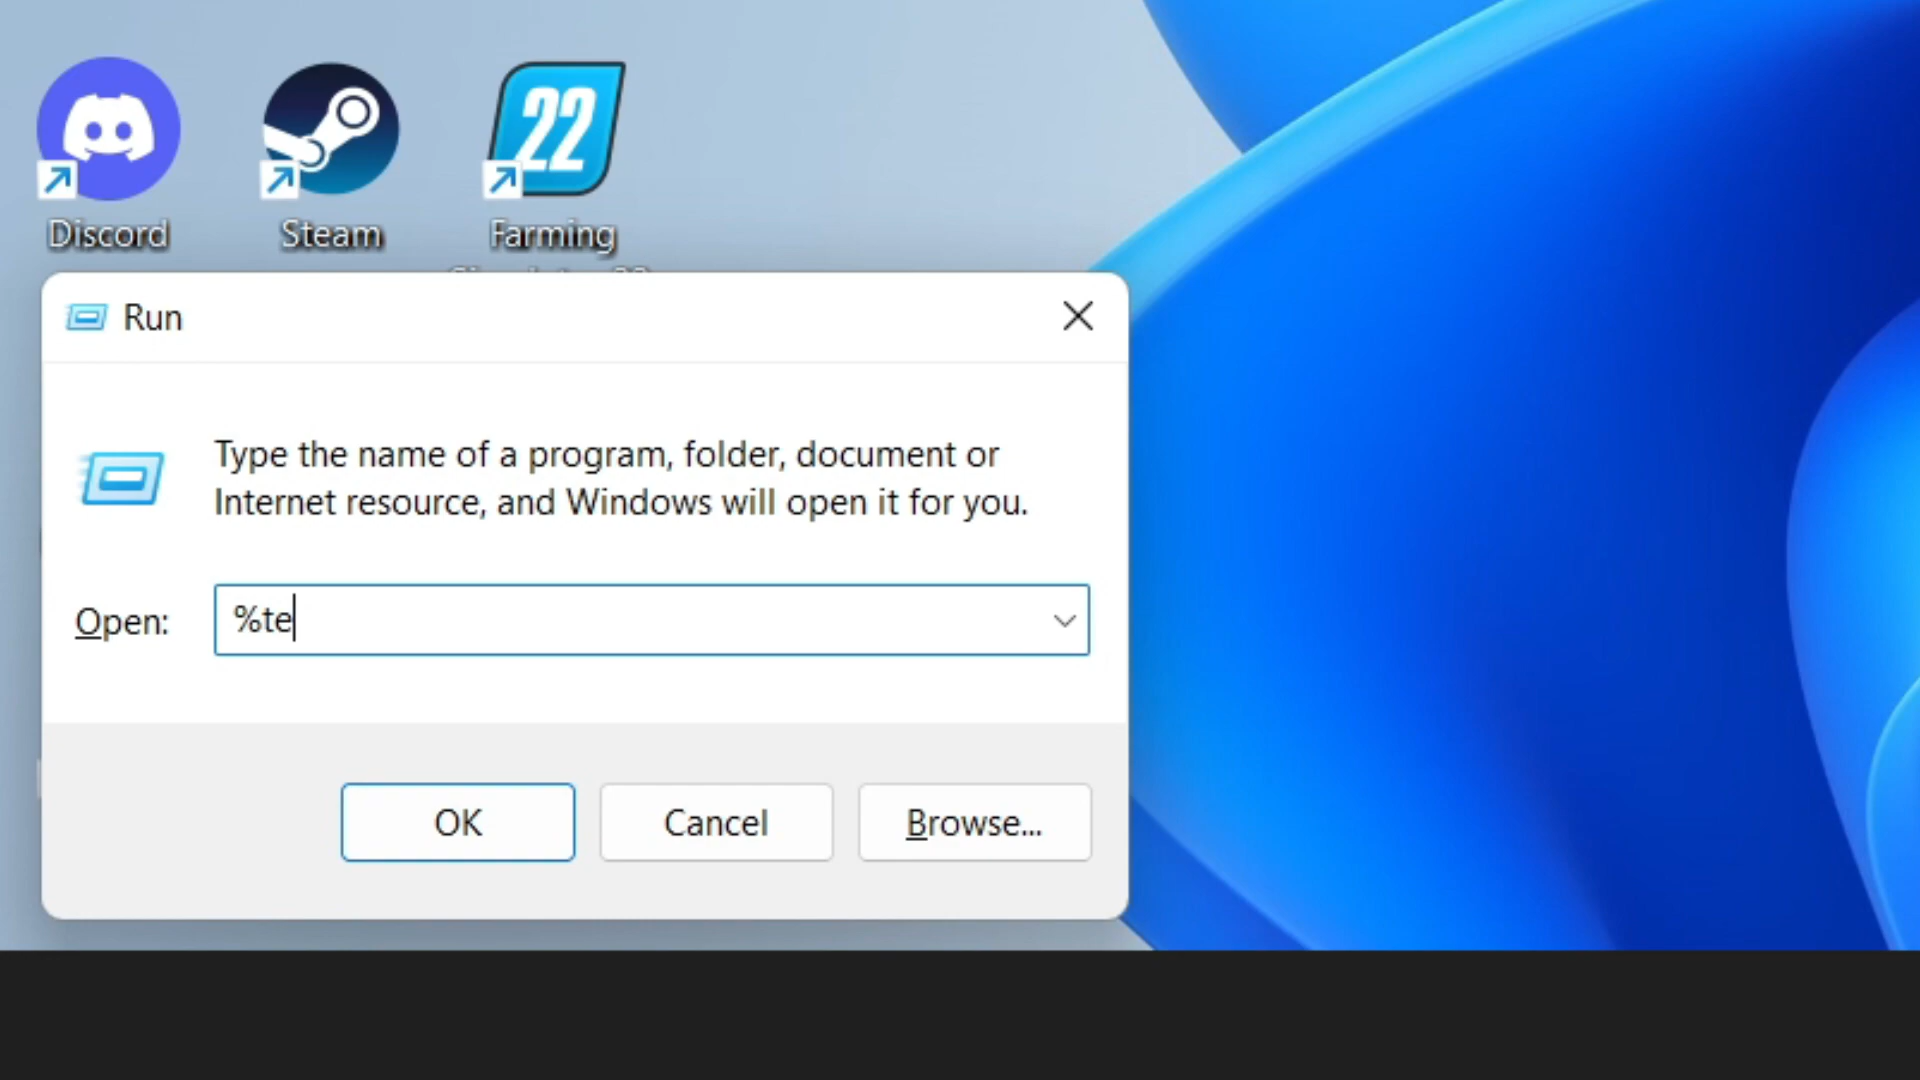 22
Discord
Steam
Farming
Run
Type the name of a program, folder, document or
Internet resource, and Windows will open it for you.
Open:
%te
OK
Cancel
Browse...